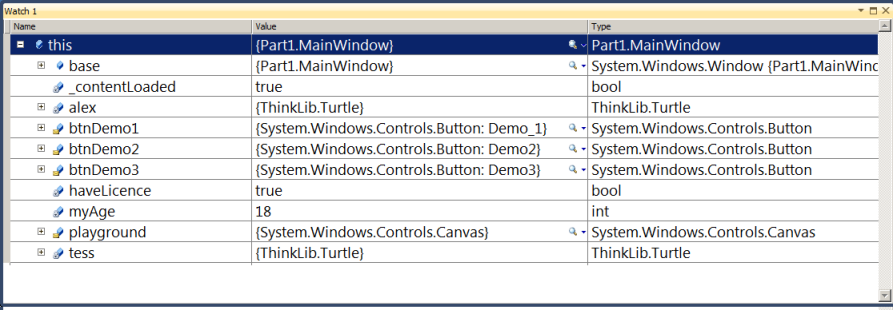 Watch 1
Name Value Type
this {Part1.MainWindow} Part1.MainWindow
base {Part1.MainWindow} System.Windows.Window {Part1.MainWind
_contentLoaded true bool
alex {ThinkLib.Turtle} ThinkLib.Turtle
btnDemo1 {System.Windows.Controls.Button: Demo_1} System.Windows.Controls.Button
btnDemo2 {System.Windows.Controls.Button: Demo2} System.Windows.Controls.Button
btnDemo3 {System.Windows.Controls.Button: Demo3} System.Windows.Controls.Button
haveLicence true bool
myAge 18 int
playground {System.Windows.Controls.Canvas} System.Windows.Controls.Canvas
tess {ThinkLib.Turtle} ThinkLib.Turtle